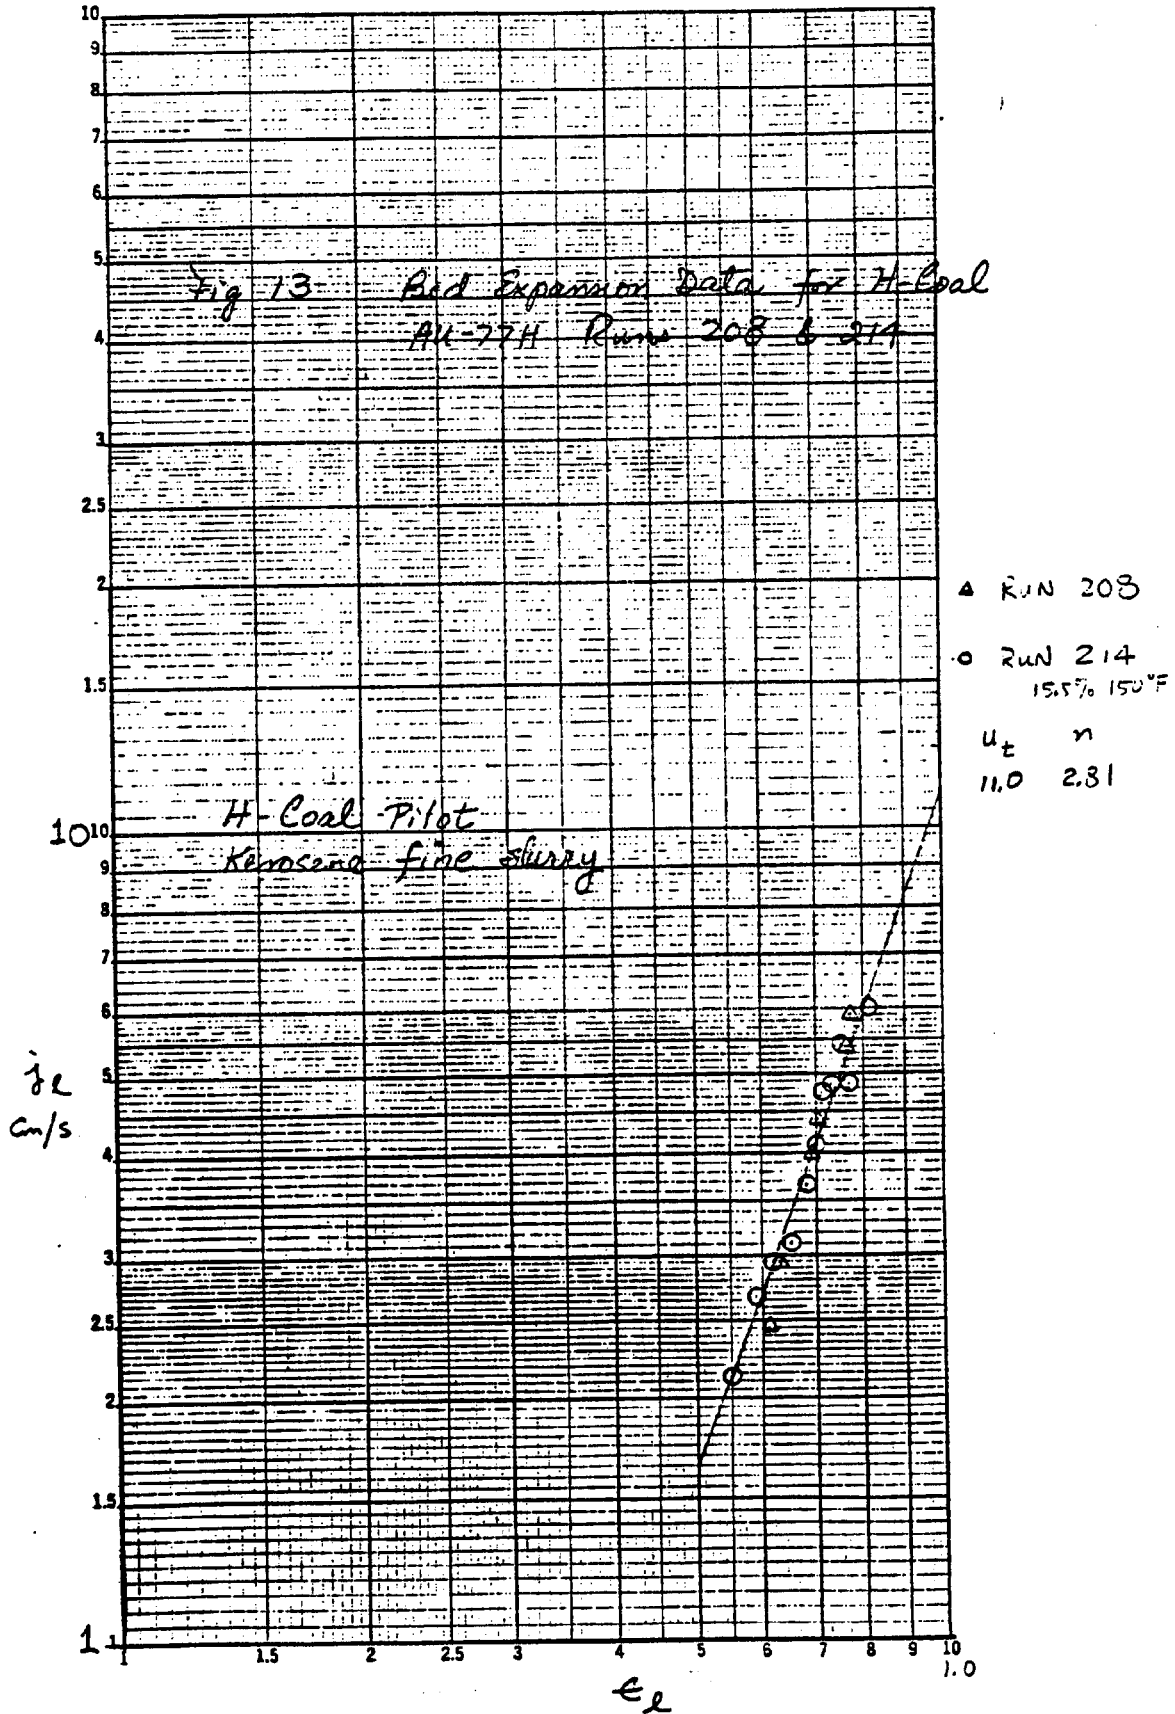 10
9
8
7
6
5
Fig 13 Bed Expansion Data for H-Coal
AU-77H Runs 208 & 214
4
3
2.5
2
1.5
Δ RUN 208
o RUN 214
15.5% 150°F
u_t n
11.0 2.81
H-Coal Pilot
Kerosene fine slurry
10 10
9
8
7
6
5
4
3
2.5
2
1.5
1 1
j_l
cm/s
1 1.5 2 2.5 3 4 5 6 7 8 9 10
1.0
ϵ_l